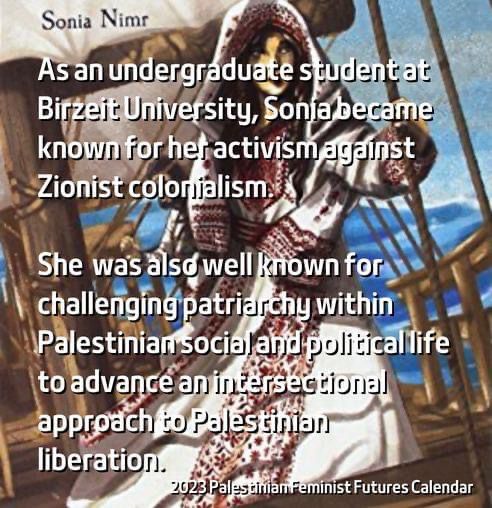 Sonia Nimr
As an undergraduate student at
Birzeit University, Sonia became
known for her activism against
Zionist colonialism.
She was also well known for
challenging patriarchy within
Palestinian social and political life
to advance an intersectional
approach to Palestinian
liberation.
2023 Palestinian Feminist Futures Calendar